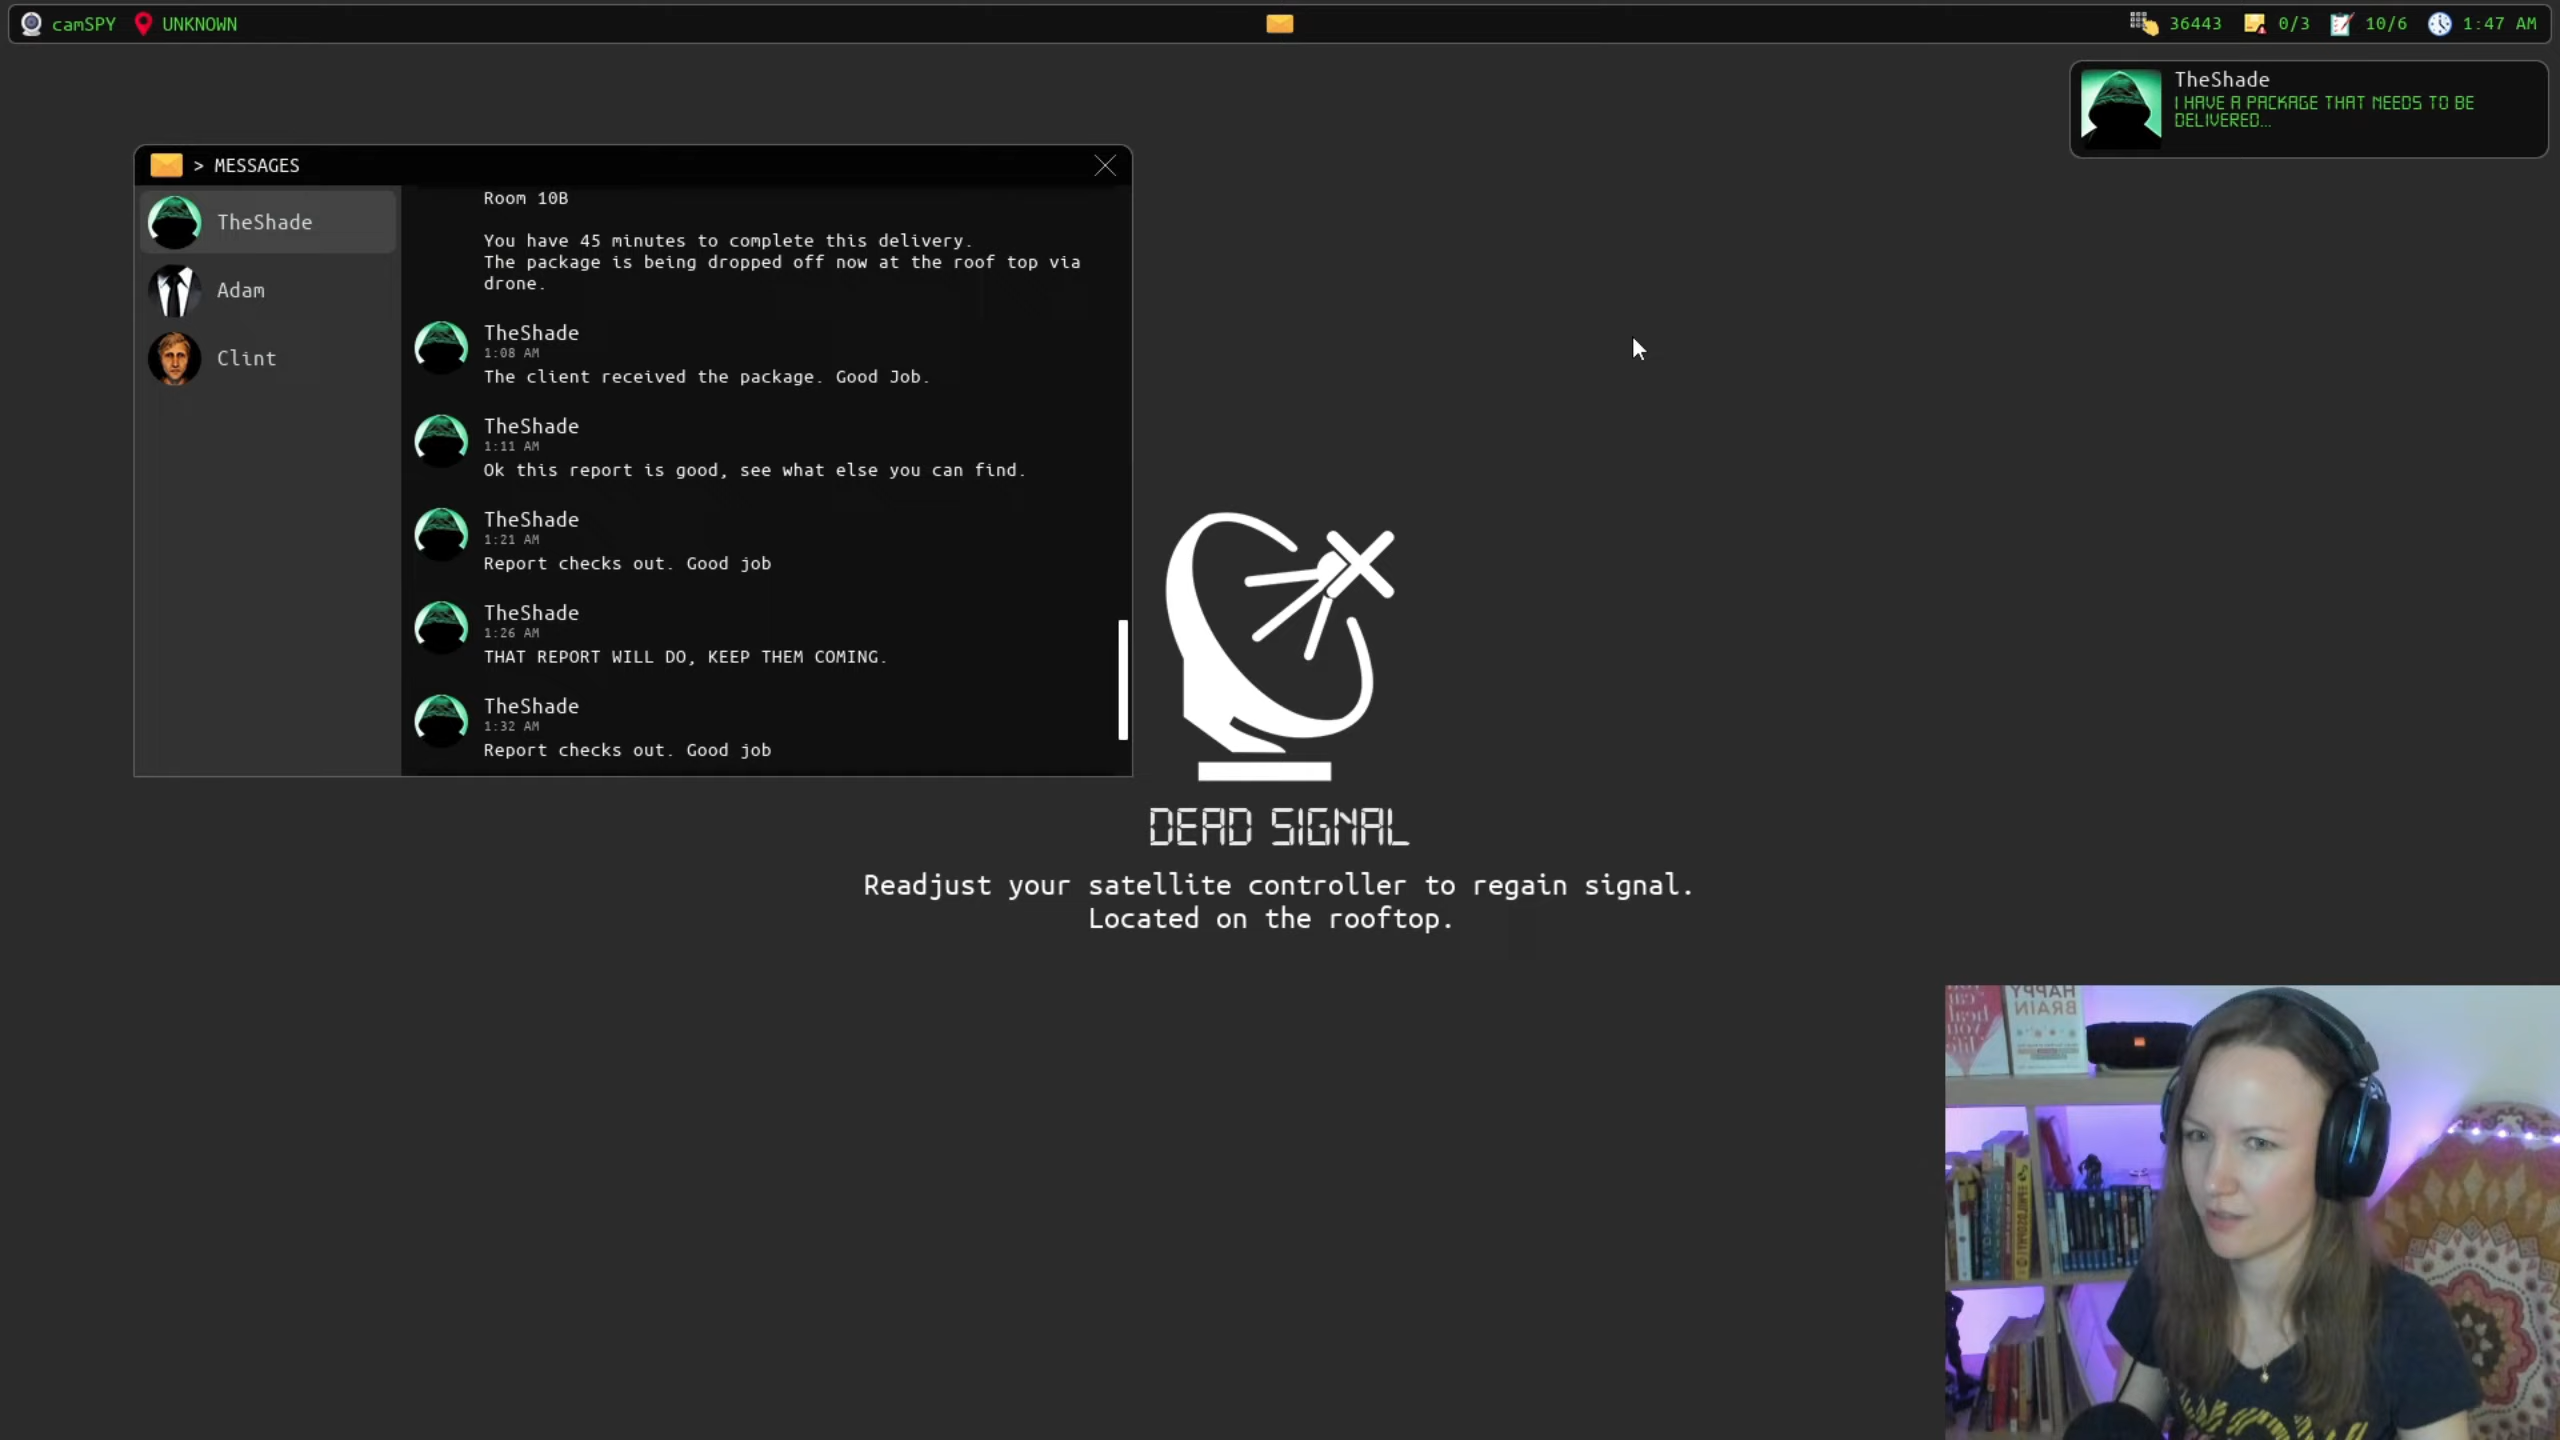 camSPY UNKNOWN 36443 0/3 10/6 1:47 AM
TheShade
I HAVE A PACKAGE THAT NEEDS TO BE
DELIVERED...
> MESSAGES
TheShade
Adam
Clint
Room 10B
You have 45 minutes to complete this delivery.
The package is being dropped off now at the roof top via
drone.
TheShade
1:08 AM
The client received the package. Good Job.
TheShade
1:11 AM
Ok this report is good, see what else you can find.
TheShade
1:21 AM
Report checks out. Good job
TheShade
1:26 AM
THAT REPORT WILL DO, KEEP THEM COMING.
TheShade
1:32 AM
Report checks out. Good job
DEAD SIGNAL
Readjust your satellite controller to regain signal.
Located on the rooftop.
HAPPY
BRAIN